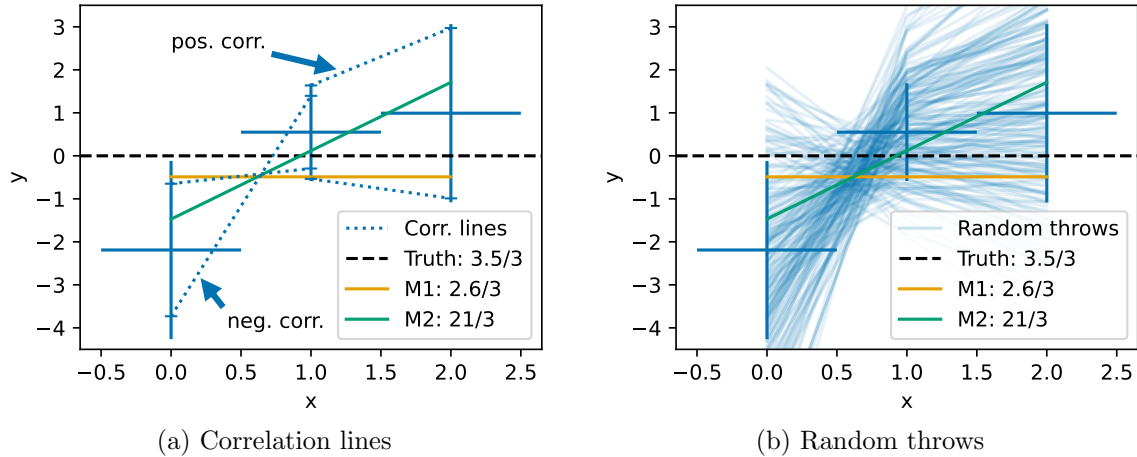 3
2
1
0
−1
−2
−3
−4
y
pos. corr.
neg. corr.
Corr. lines
Truth: 3.5/3
M1: 2.6/3
M2: 21/3
−0.5 0.0 0.5 1.0 1.5 2.0 2.5
x
(a) Correlation lines
3
2
1
0
−1
−2
−3
−4
y
Random throws
Truth: 3.5/3
M1: 2.6/3
M2: 21/3
−0.5 0.0 0.5 1.0 1.5 2.0 2.5
x
(b) Random throws